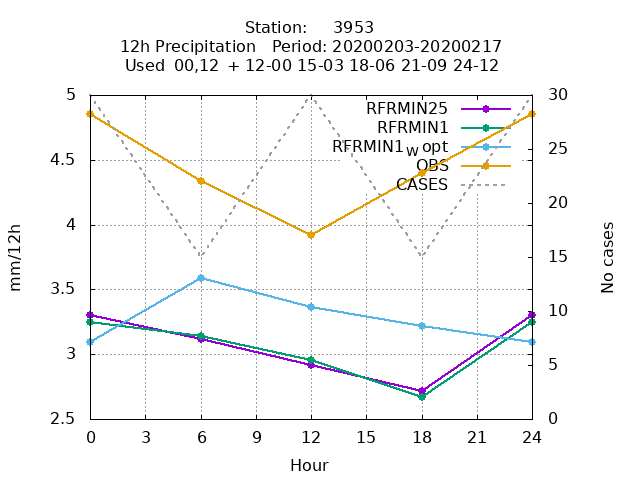 Station: 3953
12h Precipitation Period: 20200203-20200217
Used 00,12 + 12-00 15-03 18-06 21-09 24-12
RFRMIN25
RFRMIN1
RFRMIN1w opt
OBS
CASES
5
4.5
4
3.5
3
2.5
mm/12h
30
25
20
15
10
5
0
No cases
0 3 6 9 12 15 18 21 24
Hour